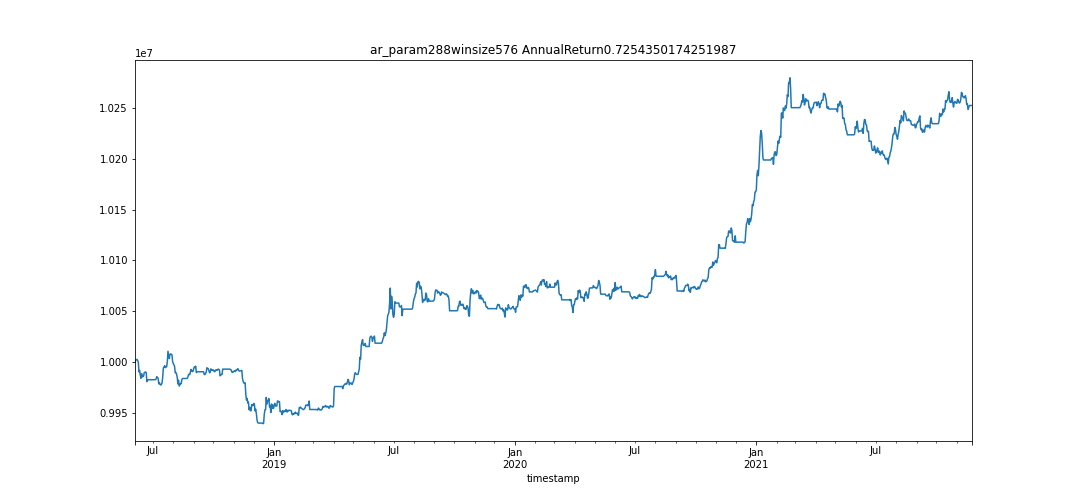 ar_param288winsize576 AnnualReturn0.7254350174251987
1e7
1.025
1.020
1.015
1.010
1.005
1.000
0.995
Jul Jan Jul Jan Jul Jan Jul
2019 2020 2021
timestamp